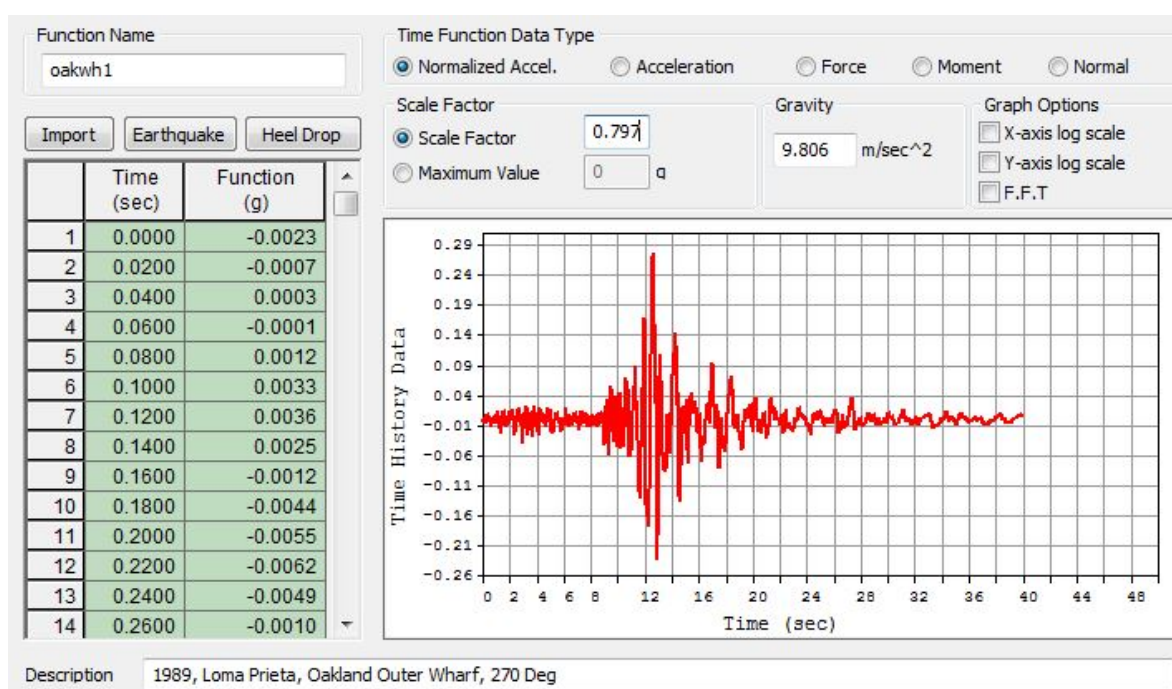 Function Name
oakwh1
Import Earthquake Heel Drop
Time (sec) Function (g)
1 0.0000 -0.0023
2 0.0200 -0.0007
3 0.0400 0.0003
4 0.0600 -0.0001
5 0.0800 0.0012
6 0.1000 0.0033
7 0.1200 0.0036
8 0.1400 0.0025
9 0.1600 -0.0012
10 0.1800 -0.0044
11 0.2000 -0.0055
12 0.2200 -0.0062
13 0.2400 -0.0049
14 0.2600 -0.0010
Time Function Data Type
Normalized Accel. Acceleration Force Moment Normal
Scale Factor
Scale Factor 0.797
Maximum Value 0 g
Gravity
9.806 m/sec^2
Graph Options
X-axis log scale
Y-axis log scale
F.F.T
Time History Data
0.29
0.24
0.19
0.14
0.09
0.04
-0.01
-0.06
-0.11
-0.16
-0.21
-0.26
0 2 4 6 8 12 16 20 24 28 32 36 40 44 48
Time (sec)
Description 1989, Loma Prieta, Oakland Outer Wharf, 270 Deg